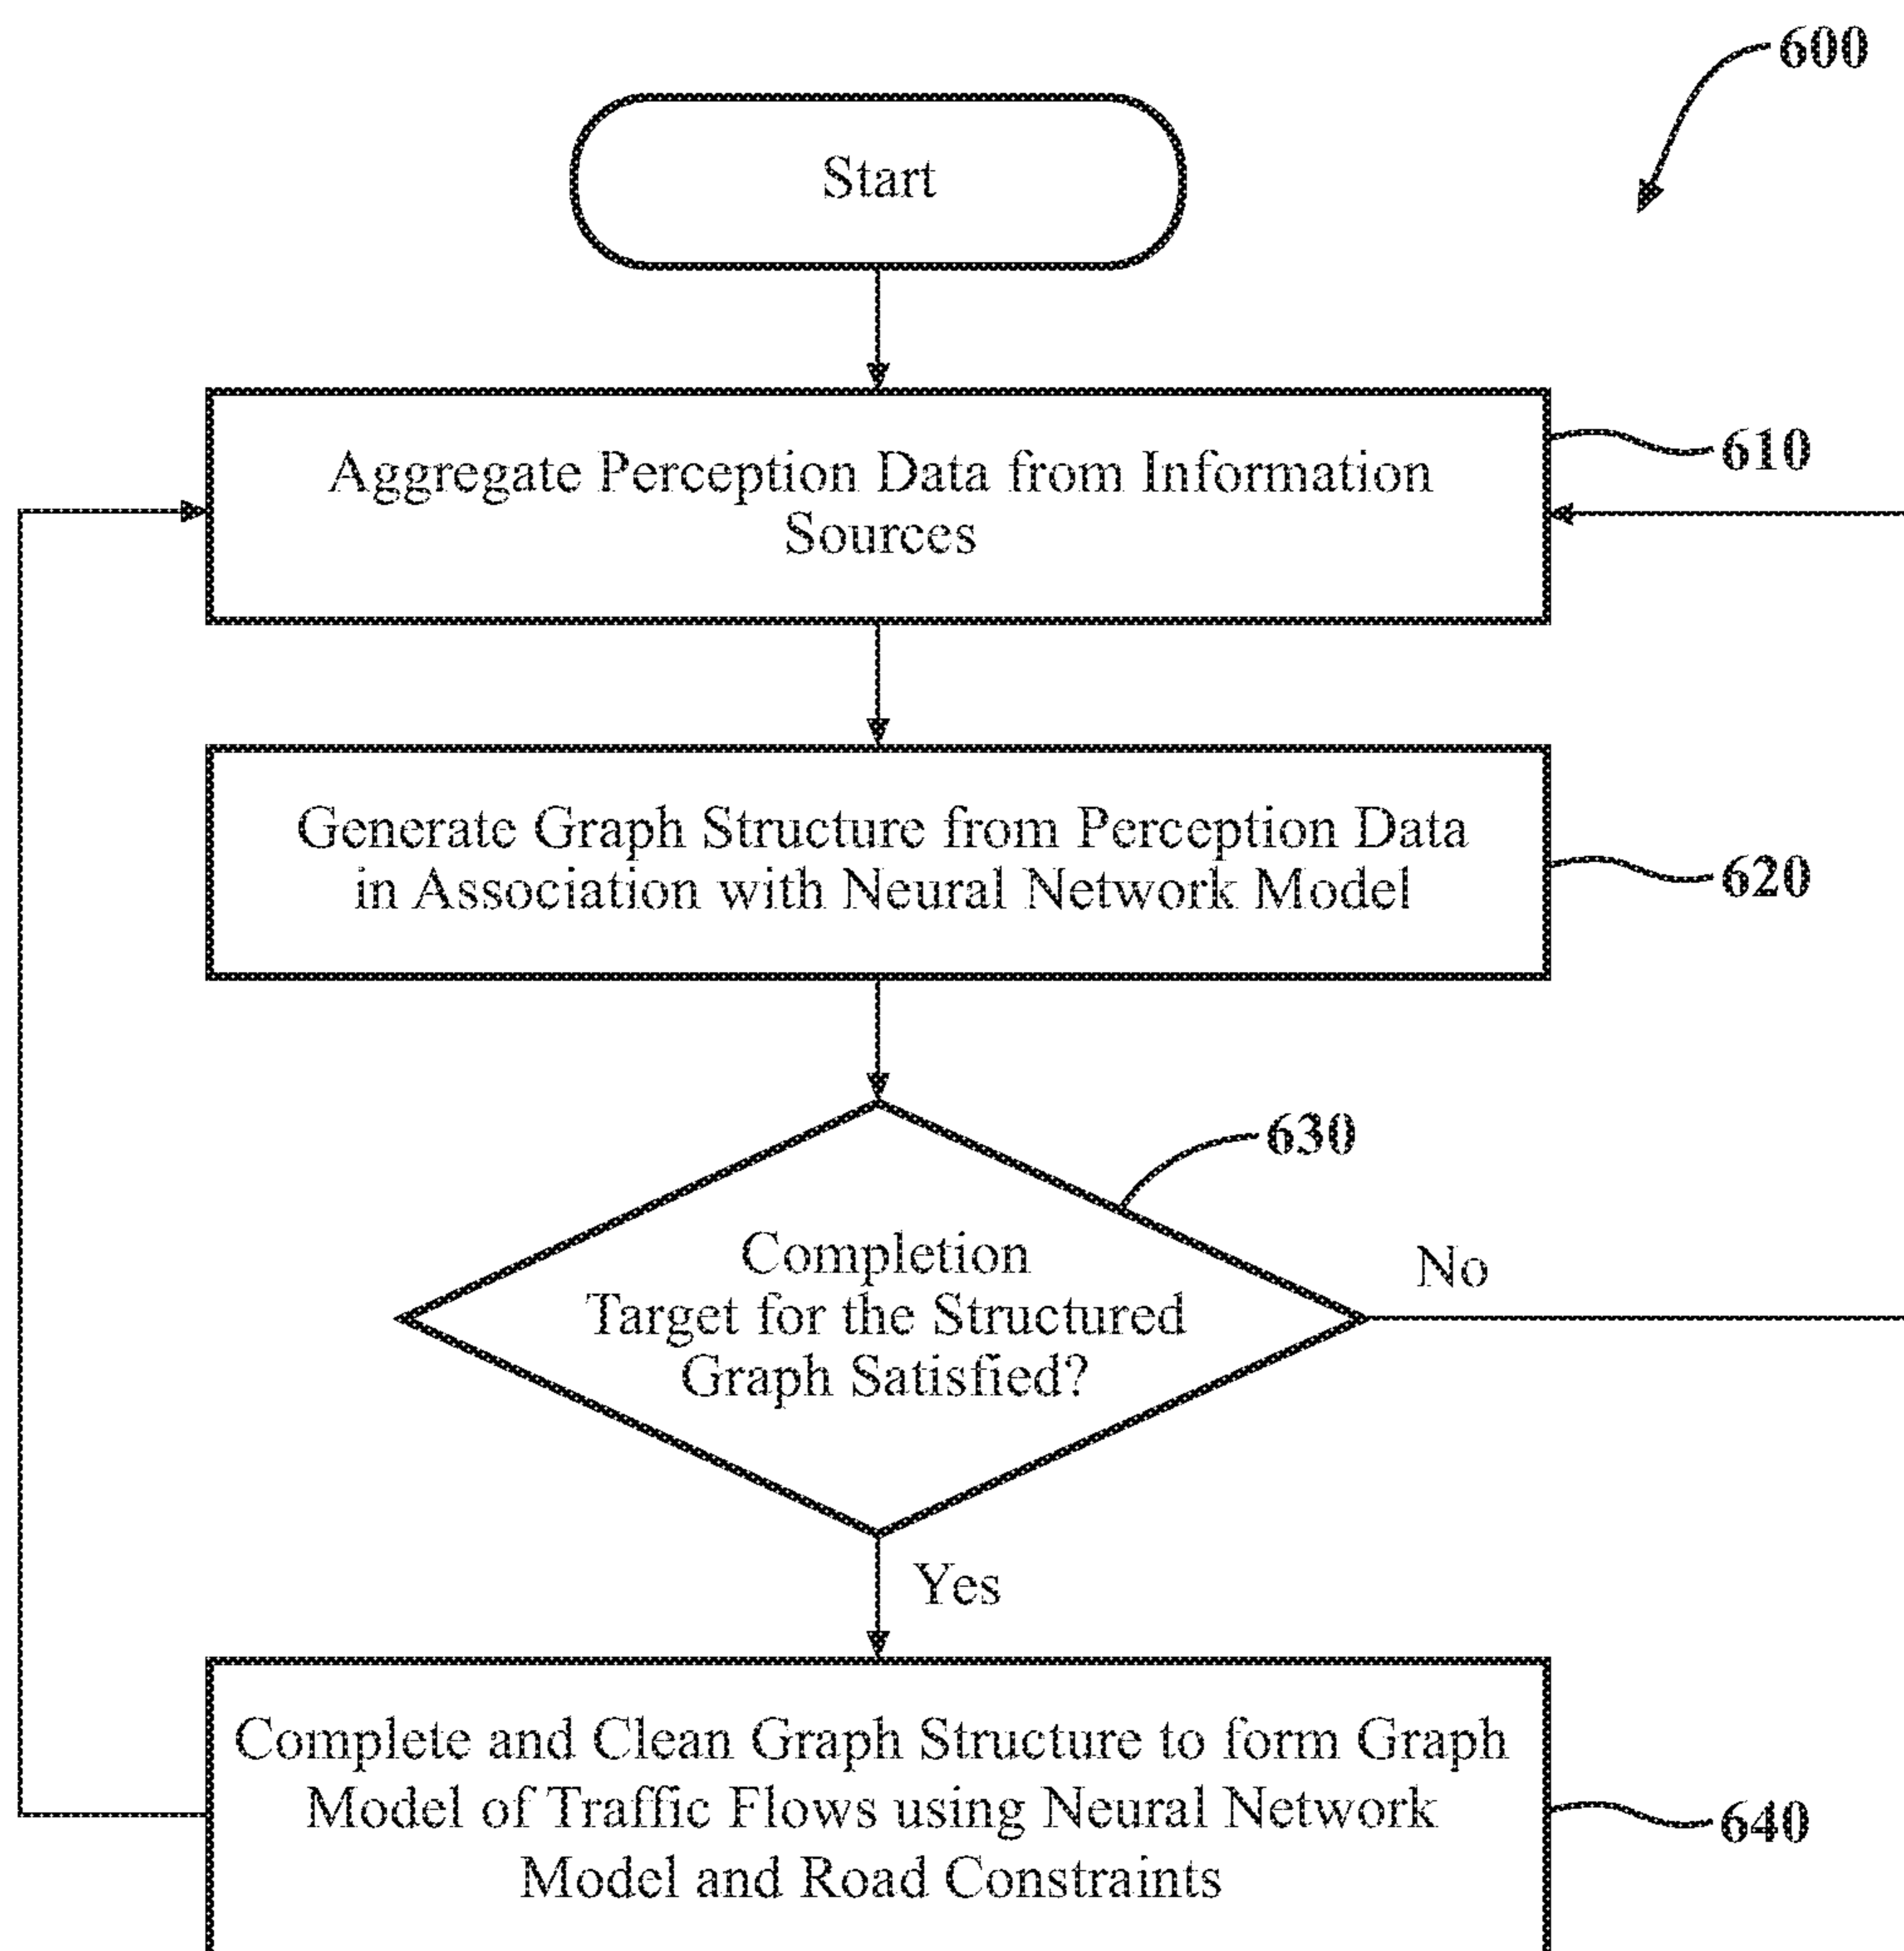 600
Start
Aggregate Perception Data from Information
Sources
610
Generate Graph Structure from Perception Data
in Association with Neural Network Model
620
630
Completion
Target for the Structured
Graph Satisfied?
No
Yes
Complete and Clean Graph Structure to form Graph
Model of Traffic Flows using Neural Network
Model and Road Constraints
640